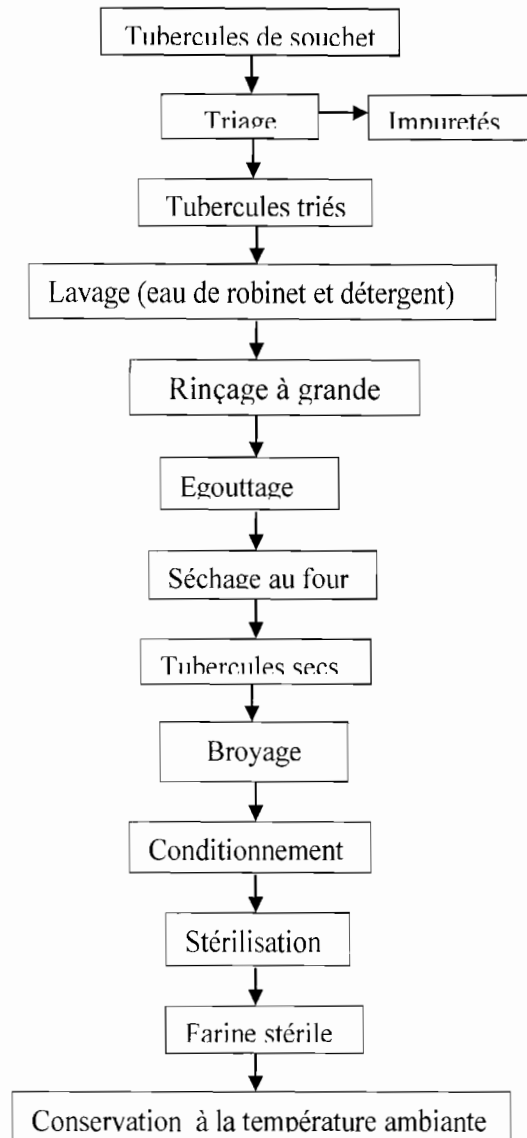 Tubercules de souchet
Triage
Impuretés
Tubercules triés
Lavage (eau de robinet et détergent)
Rinçage à grande
Egouttage
Séchage au four
Tubercules secs
Broyage
Conditionnement
Stérilisation
Farine stérile
Conservation à la température ambiante